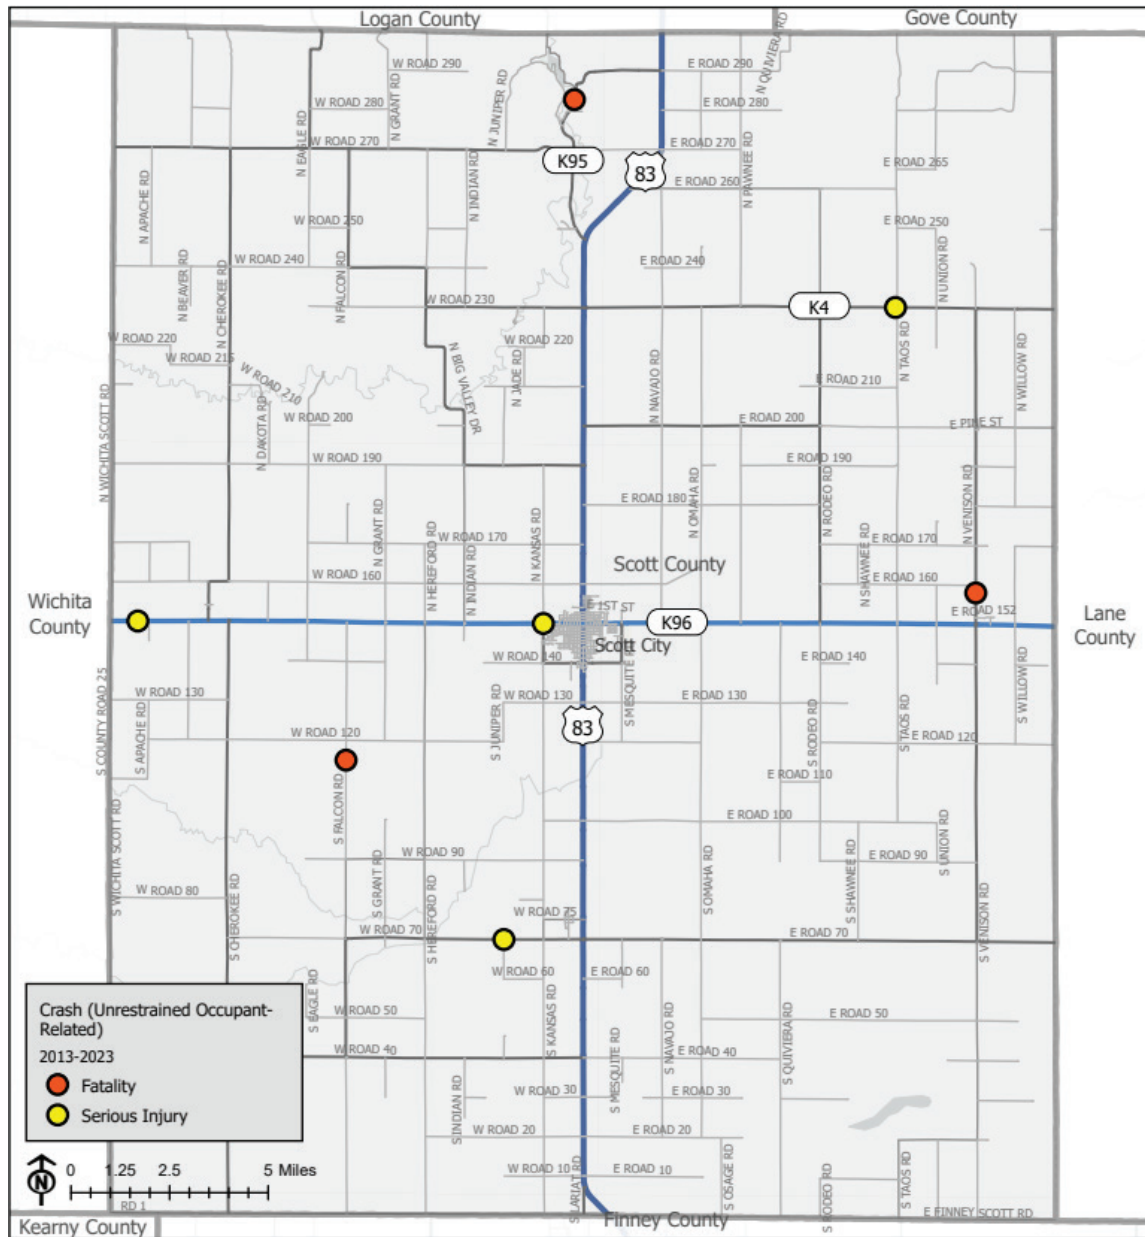 Logan County
Gove County
W ROAD 290
E ROAD 290
N QUIVIERA RD
N GRANT RD
N JUNIPER RD
W ROAD 280
E ROAD 280
N EAGLE RD
W ROAD 270
E ROAD 270
K95
83
N PAWNEE RD
E ROAD 265
E ROAD 260
N APACHE RD
N INDIAN RD
W ROAD 250
E ROAD 250
N BEAVER RD
N CHEROKEE RD
W ROAD 240
N FALCON RD
E ROAD 240
N UNION RD
W ROAD 230
K4
W ROAD 220
W ROAD 220
W ROAD 215
W ROAD 210
N BIG VALLEY DR
N JADE RD
N NAVAJO RD
N TAOS RD
N WILLOW RD
E ROAD 210
N WICHITA SCOTT RD
N DAKOTA RD
W ROAD 200
E ROAD 200
E PINE ST
W ROAD 190
E ROAD 190
E ROAD 180
N OMAHA RD
N RODEO RD
N VENISON RD
N GRANT RD
N HEREFORD RD
N INDIAN RD
N KANSAS RD
W ROAD 170
E ROAD 170
N SHAWNEE RD
Scott County
W ROAD 160
E ROAD 160
Wichita
County
E 1ST ST
K96
E ROAD 152
Lane
County
Scott City
W ROAD 140
E ROAD 140
S COUNTY ROAD 25
W ROAD 130
W ROAD 130
E ROAD 130
S MESQUITE RD
S WILLOW RD
S APACHE RD
S JUNIPER RD
83
S RODEO RD
S TAOS RD
W ROAD 120
E ROAD 120
E ROAD 110
S WICHITA SCOTT RD
S FALCON RD
E ROAD 100
W ROAD 90
E ROAD 90
S UNION RD
S GRANT RD
S OMAHA RD
S SHAWNEE RD
W ROAD 80
S CHEROKEE RD
S HEREFORD RD
W ROAD 75
W ROAD 70
E ROAD 70
S VENISON RD
W ROAD 60
E ROAD 60
S EAGLE RD
W ROAD 50
E ROAD 50
S KANSAS RD
S NAVAJO RD
S QUIVIERA RD
W ROAD 40
E ROAD 40
S MESQUITE RD
W ROAD 30
E ROAD 30
S INDIAN RD
W ROAD 20
E ROAD 20
W ROAD 10
E ROAD 10
S LARIAT RD
S OSAGE RD
S RODEO RD
S TAOS RD
Crash (Unrestrained Occupant-
Related)
2013-2023
Fatality
Serious Injury
N
0 1.25 2.5 5 Miles
RD 1
E FINNEY SCOTT RD
Kearny County
Finney County